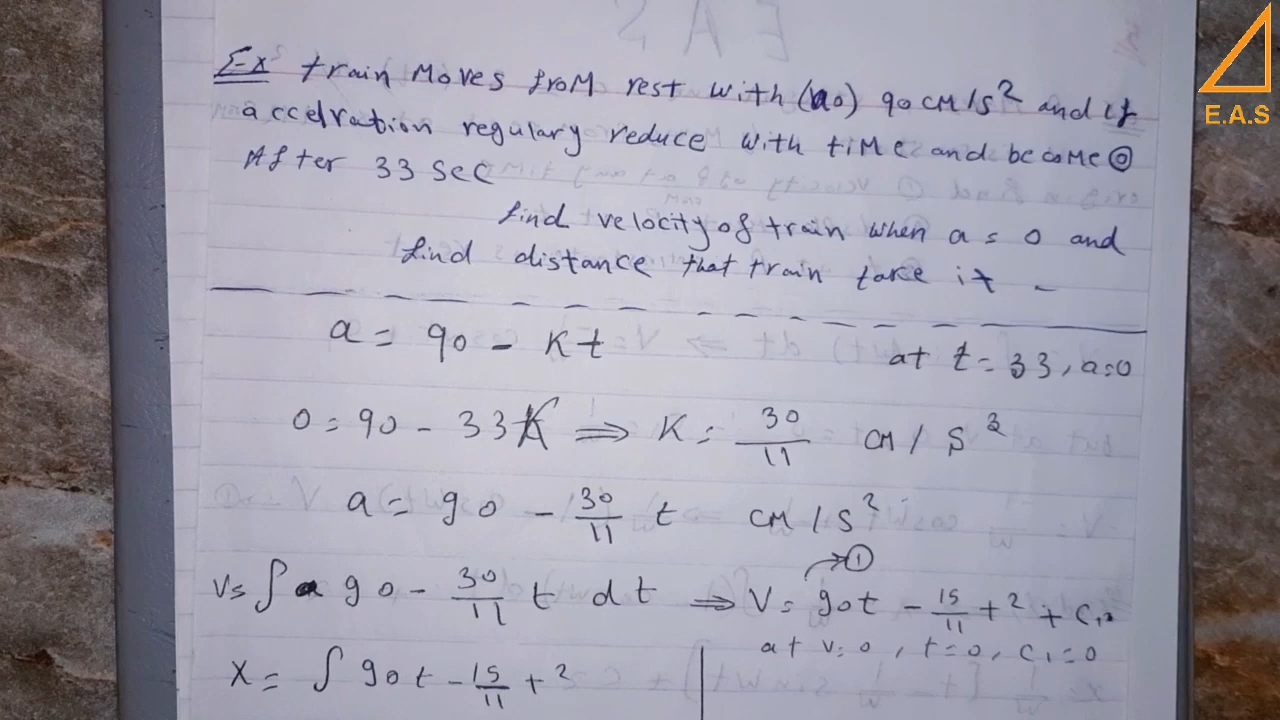 E.A.S
Ex train moves from rest with (a0) 90 cm/s² and if
accelration regulary reduce with time and become 0
After 33 sec
find velocity of train when a = 0 and
find distance that train take it -
a = 90 - Kt at t = 33, a=0
0 = 90 - 33K ⇒ K = 30/11 cm/s³
a = 90 - 30/11 t cm/s²
V= ∫ 90 - 30/11 t dt ⇒ V= 90t - 15/11 t² + C1 → ①
at v=0, t=0, C1=0
X = ∫ 90t - 15/11 t²